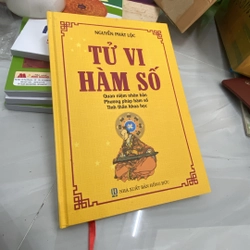 NGUYỄN PHÁT LỘC
TỬ VI
HÀM SỐ
Quan niệm nhân bản
Phương pháp hàm số
Tinh thần khoa học
NHÀ XUẤT BẢN HỒNG ĐỨC